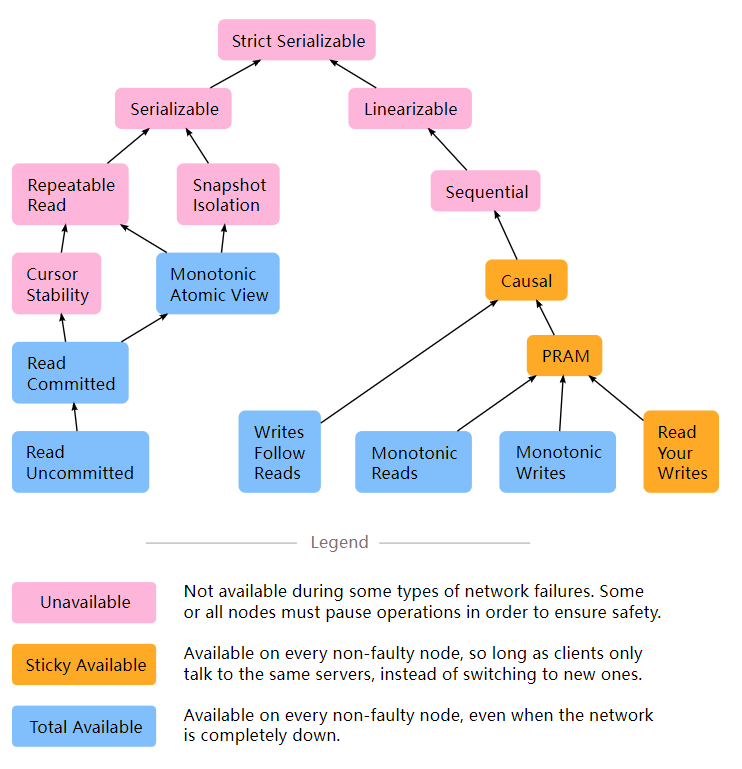 Strict Serializable
Serializable
Linearizable
Repeatable
Read
Snapshot
Isolation
Sequential
Cursor
Stability
Monotonic
Atomic View
Causal
Read
Committed
PRAM
Read
Uncommitted
Writes
Follow
Reads
Monotonic
Reads
Monotonic
Writes
Read
Your
Writes
Legend
Unavailable
Not available during some types of network failures. Some
or all nodes must pause operations in order to ensure safety.
Sticky Available
Available on every non-faulty node, so long as clients only
talk to the same servers, instead of switching to new ones.
Total Available
Available on every non-faulty node, even when the network
is completely down.